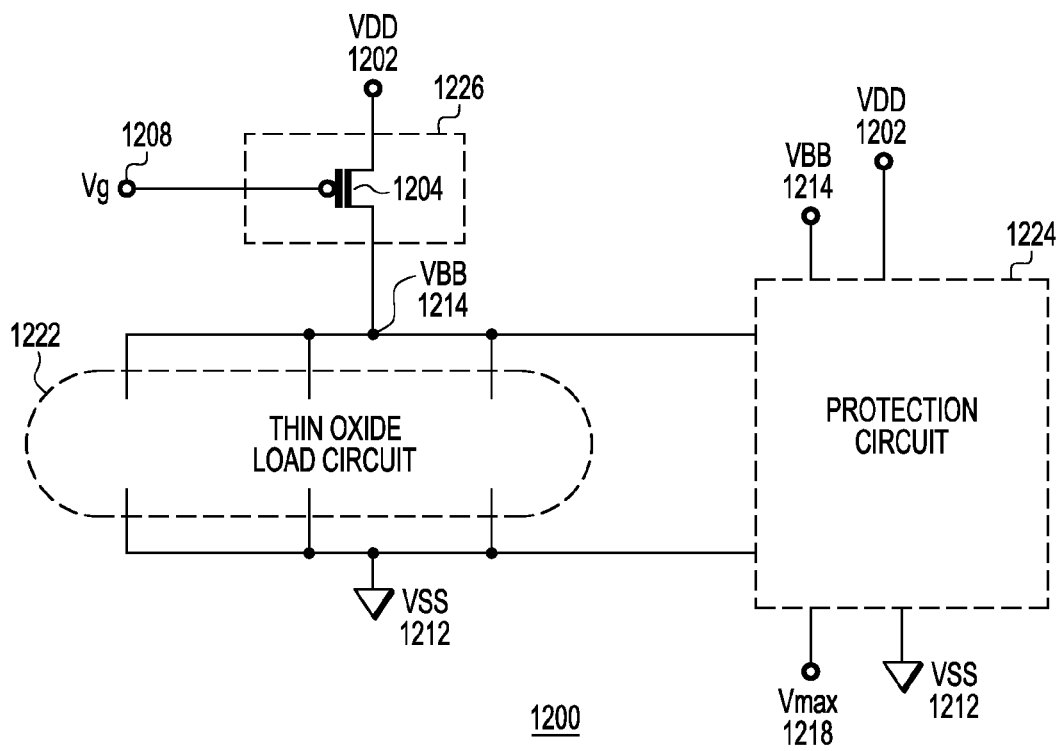 VDD
1202
1226
1208
Vg
1204
VDD
1202
VBB
1214
1224
VBB
1214
1222
THIN OXIDE
LOAD CIRCUIT
PROTECTION
CIRCUIT
VSS
1212
Vmax
1218
VSS
1212
1200